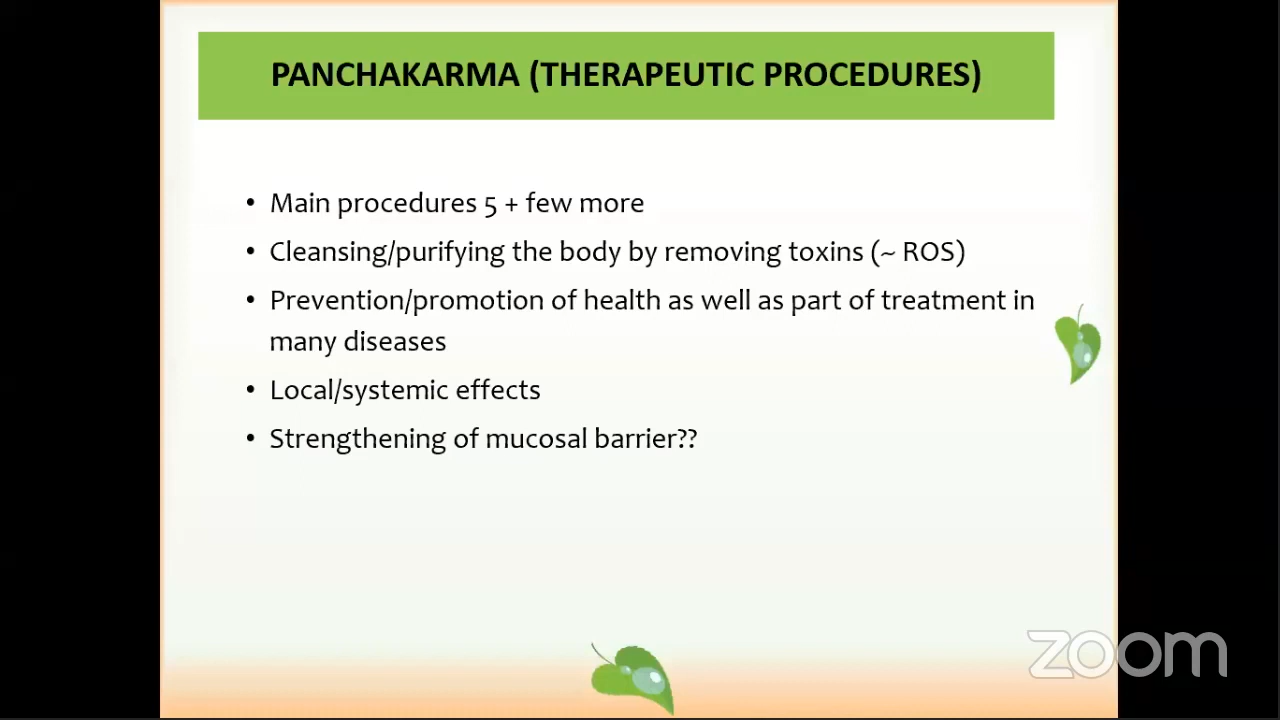 PANCHAKARMA (THERAPEUTIC PROCEDURES)
• Main procedures 5 + few more
• Cleansing/purifying the body by removing toxins (~ ROS)
• Prevention/promotion of health as well as part of treatment in
many diseases
• Local/systemic effects
• Strengthening of mucosal barrier??
zoom